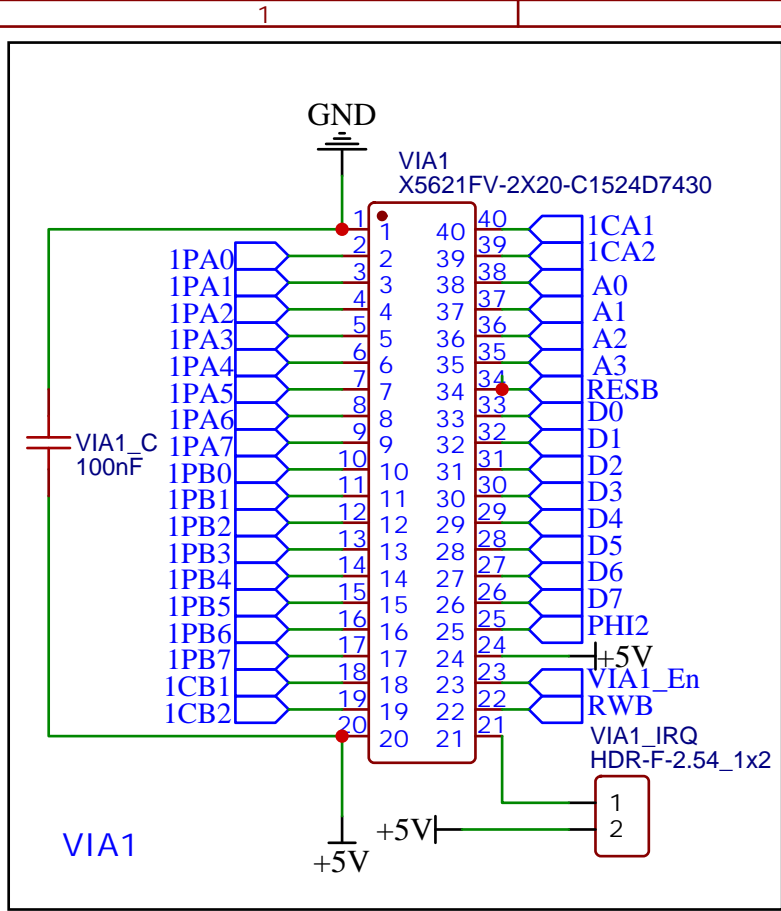 1
GND
VIA1
X5621FV-2X20-C1524D7430
1 1 40 40 1CA1
1PA0 2 2 39 39 1CA2
1PA1 3 3 38 38 A0
1PA2 4 4 37 37 A1
1PA3 5 5 36 36 A2
1PA4 6 6 35 35 A3
1PA5 7 7 34 34 RESB
1PA6 8 8 33 33 D0
1PA7 9 9 32 32 D1
1PB0 10 10 31 31 D2
1PB1 11 11 30 30 D3
1PB2 12 12 29 29 D4
1PB3 13 13 28 28 D5
1PB4 14 14 27 27 D6
1PB5 15 15 26 26 D7
1PB6 16 16 25 25 PHI2
1PB7 17 17 24 24 +5V
1CB1 18 18 23 23 VIA1_En
1CB2 19 19 22 22 RWB
20 20 21 21
VIA1_C
100nF
VIA1_IRQ
HDR-F-2.54_1x2
1
+5V 2
+5V
VIA1